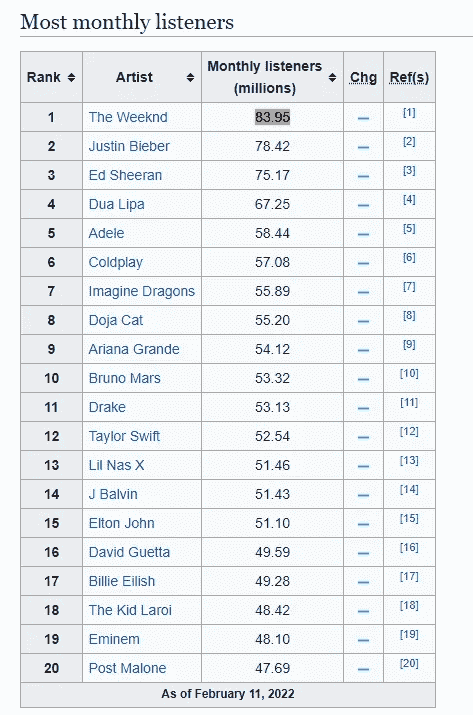 Most monthly listeners
Rank Artist Monthly listeners (millions) Chg Ref(s)
1 The Weeknd 83.95 — [1]
2 Justin Bieber 78.42 — [2]
3 Ed Sheeran 75.17 — [3]
4 Dua Lipa 67.25 — [4]
5 Adele 58.44 — [5]
6 Coldplay 57.08 — [6]
7 Imagine Dragons 55.89 — [7]
8 Doja Cat 55.20 — [8]
9 Ariana Grande 54.12 — [9]
10 Bruno Mars 53.32 — [10]
11 Drake 53.13 — [11]
12 Taylor Swift 52.54 — [12]
13 Lil Nas X 51.46 — [13]
14 J Balvin 51.43 — [14]
15 Elton John 51.10 — [15]
16 David Guetta 49.59 — [16]
17 Billie Eilish 49.28 — [17]
18 The Kid Laroi 48.42 — [18]
19 Eminem 48.10 — [19]
20 Post Malone 47.69 — [20]
As of February 11, 2022